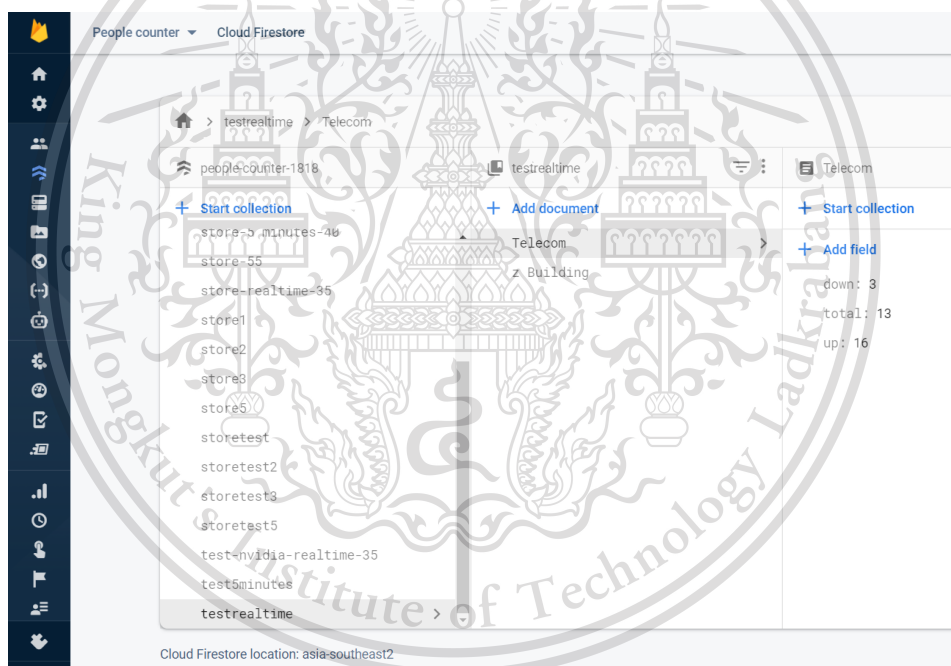 People counter Cloud Firestore
testrealtime > Telecom
people-counter-1818
+ Start collection
store-5 minutes-40
store-55
store-realtime-35
store1
store2
store3
store5
storetest
storetest2
storetest3
storetest5
test-nvidia-realtime-35
test5minutes
testrealtime
testrealtime
+ Add document
Telecom
z Building
Telecom
+ Start collection
+ Add field
down: 3
total: 13
up: 16
Cloud Firestore location: asia-southeast2
King Mongkut's Institute of Technology Ladkrabang